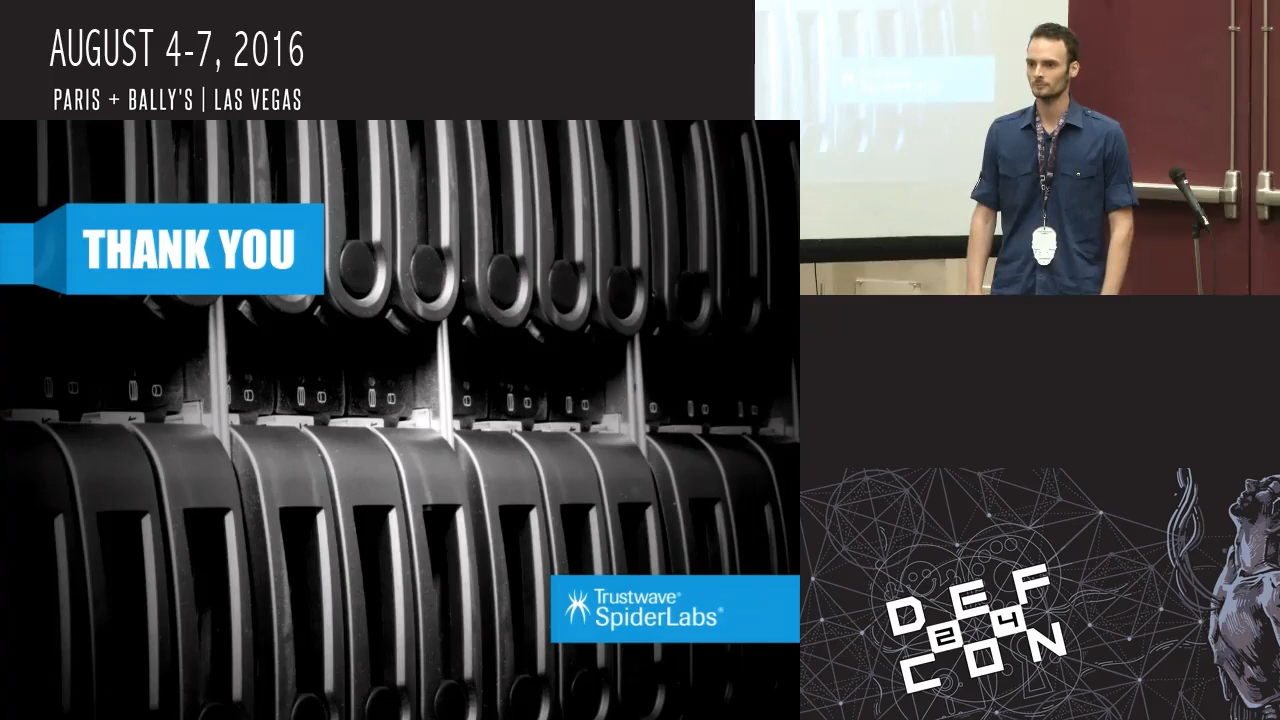 AUGUST 4-7, 2016
PARIS + BALLY'S | LAS VEGAS
THANK YOU
Trustwave®
SpiderLabs®
DEF
24
CON